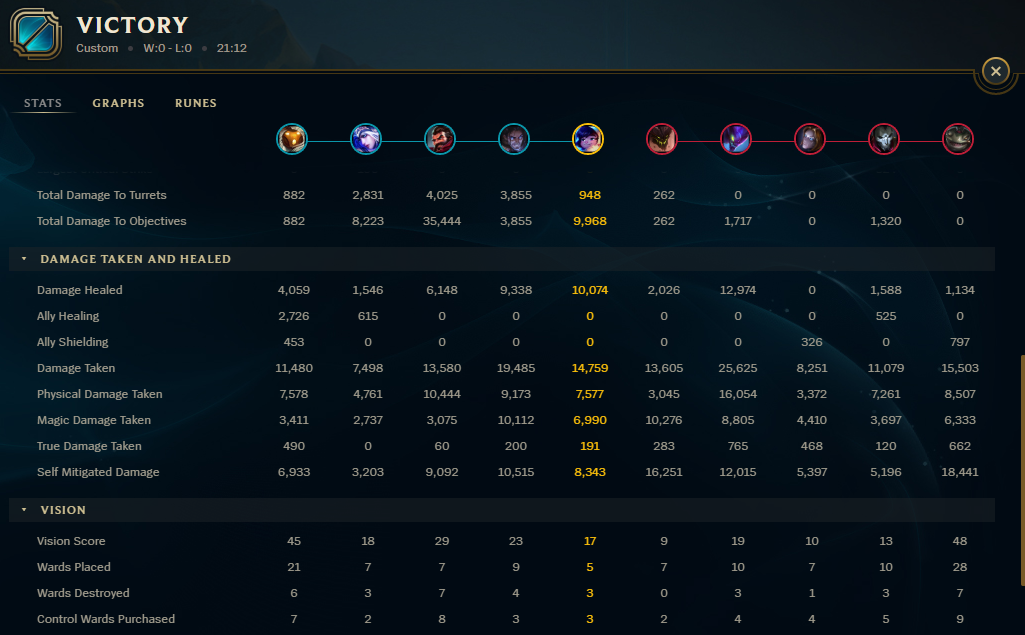 VICTORY
Custom • W:0 - L:0 • 21:12
STATS GRAPHS RUNES
Total Damage To Turrets 882 2,831 4,025 3,855 948 262 0 0 0 0
Total Damage To Objectives 882 8,223 35,444 3,855 9,968 262 1,717 0 1,320 0
DAMAGE TAKEN AND HEALED
Damage Healed 4,059 1,546 6,148 9,338 10,074 2,026 12,974 0 1,588 1,134
Ally Healing 2,726 615 0 0 0 0 0 0 525 0
Ally Shielding 453 0 0 0 0 0 0 326 0 797
Damage Taken 11,480 7,498 13,580 19,485 14,759 13,605 25,625 8,251 11,079 15,503
Physical Damage Taken 7,578 4,761 10,444 9,173 7,577 3,045 16,054 3,372 7,261 8,507
Magic Damage Taken 3,411 2,737 3,075 10,112 6,990 10,276 8,805 4,410 3,697 6,333
True Damage Taken 490 0 60 200 191 283 765 468 120 662
Self Mitigated Damage 6,933 3,203 9,092 10,515 8,343 16,251 12,015 5,397 5,196 18,441
VISION
Vision Score 45 18 29 23 17 9 19 10 13 48
Wards Placed 21 7 7 9 5 7 10 7 10 28
Wards Destroyed 6 3 7 4 3 0 3 1 3 7
Control Wards Purchased 7 2 8 3 3 2 4 4 5 9